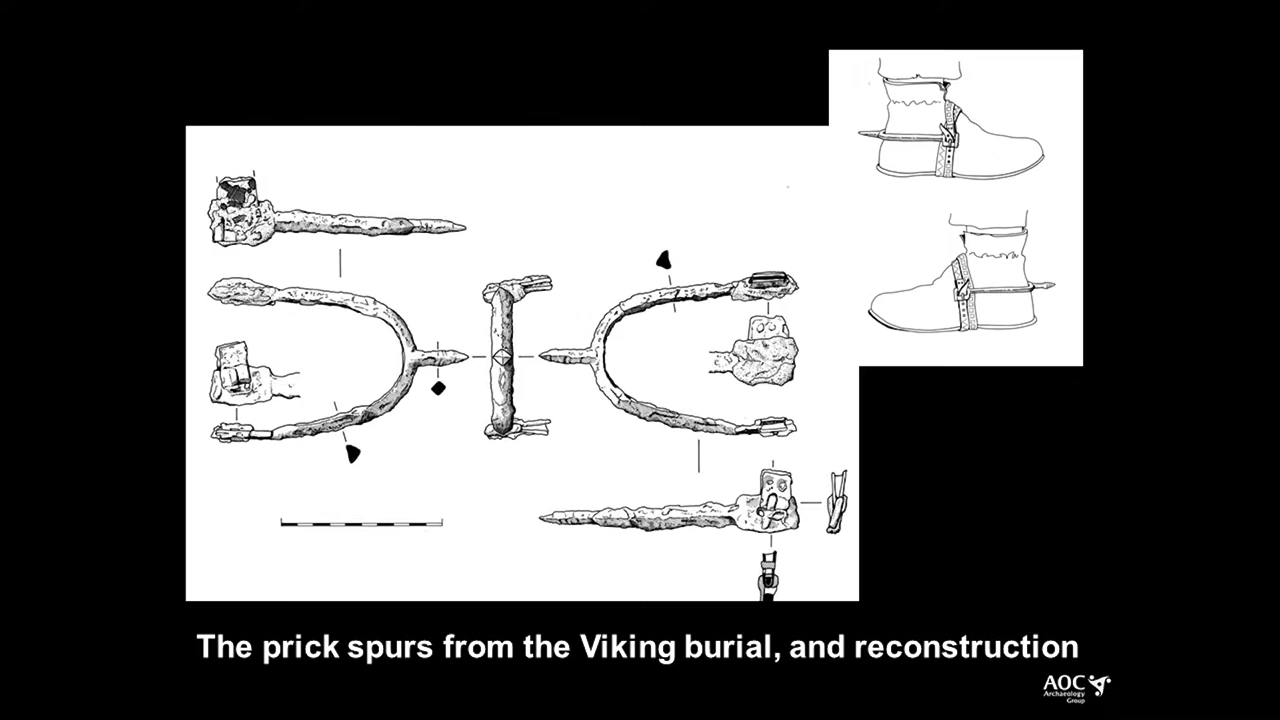 The prick spurs from the Viking burial, and reconstruction
AOC
Archaeology
Group